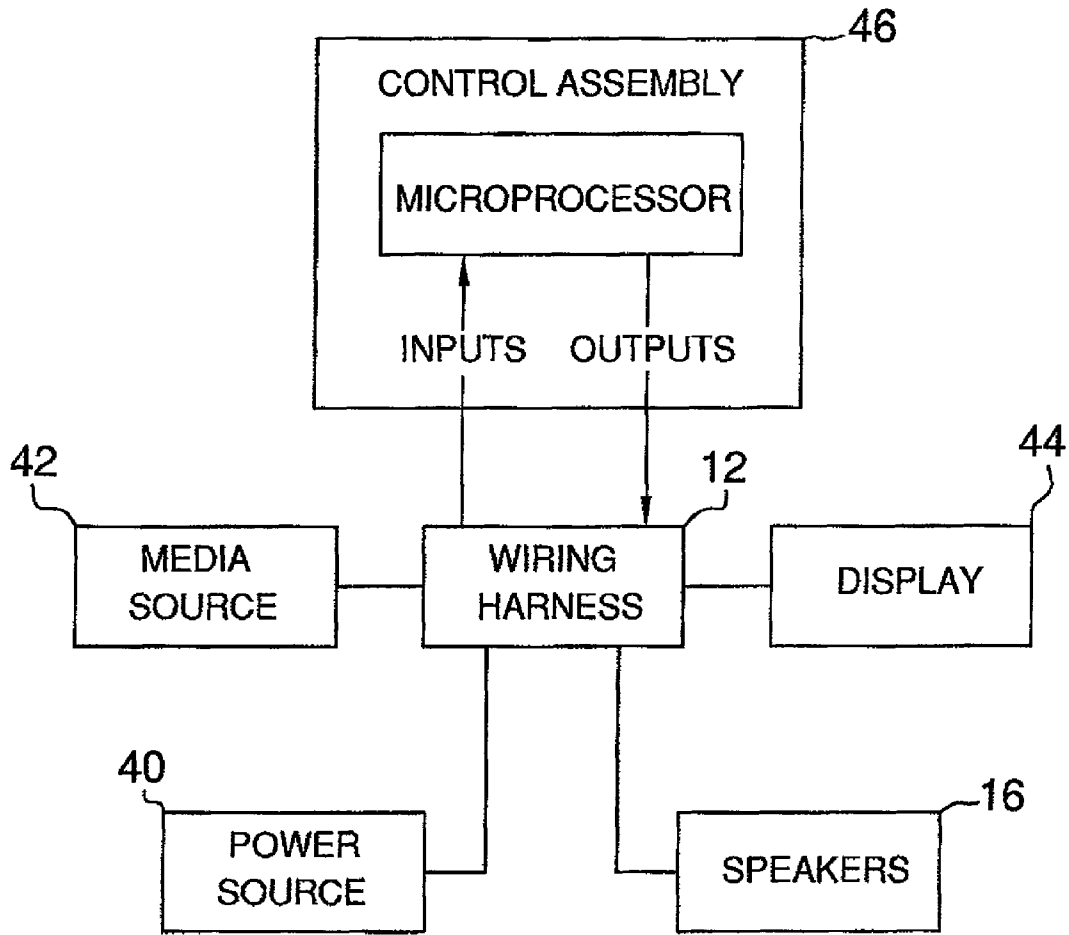 46
CONTROL ASSEMBLY
MICROPROCESSOR
INPUTS OUTPUTS
42
12
44
MEDIA
SOURCE
WIRING
HARNESS
DISPLAY
40
16
POWER
SOURCE
SPEAKERS